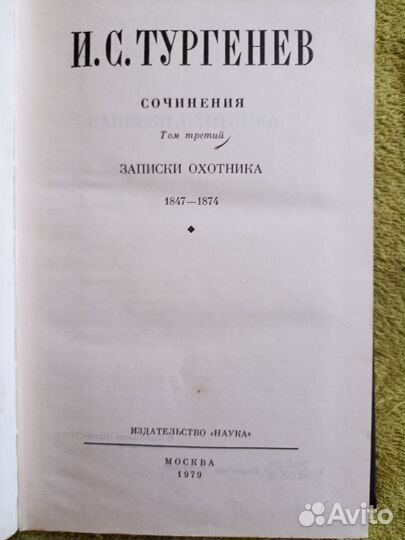 И.С.ТУРГЕНЕВ
СОЧИНЕНИЯ
Том третий
ЗАПИСКИ ОХОТНИКА
1847—1874
ИЗДАТЕЛЬСТВО «НАУКА»
МОСКВА
1979
Avito